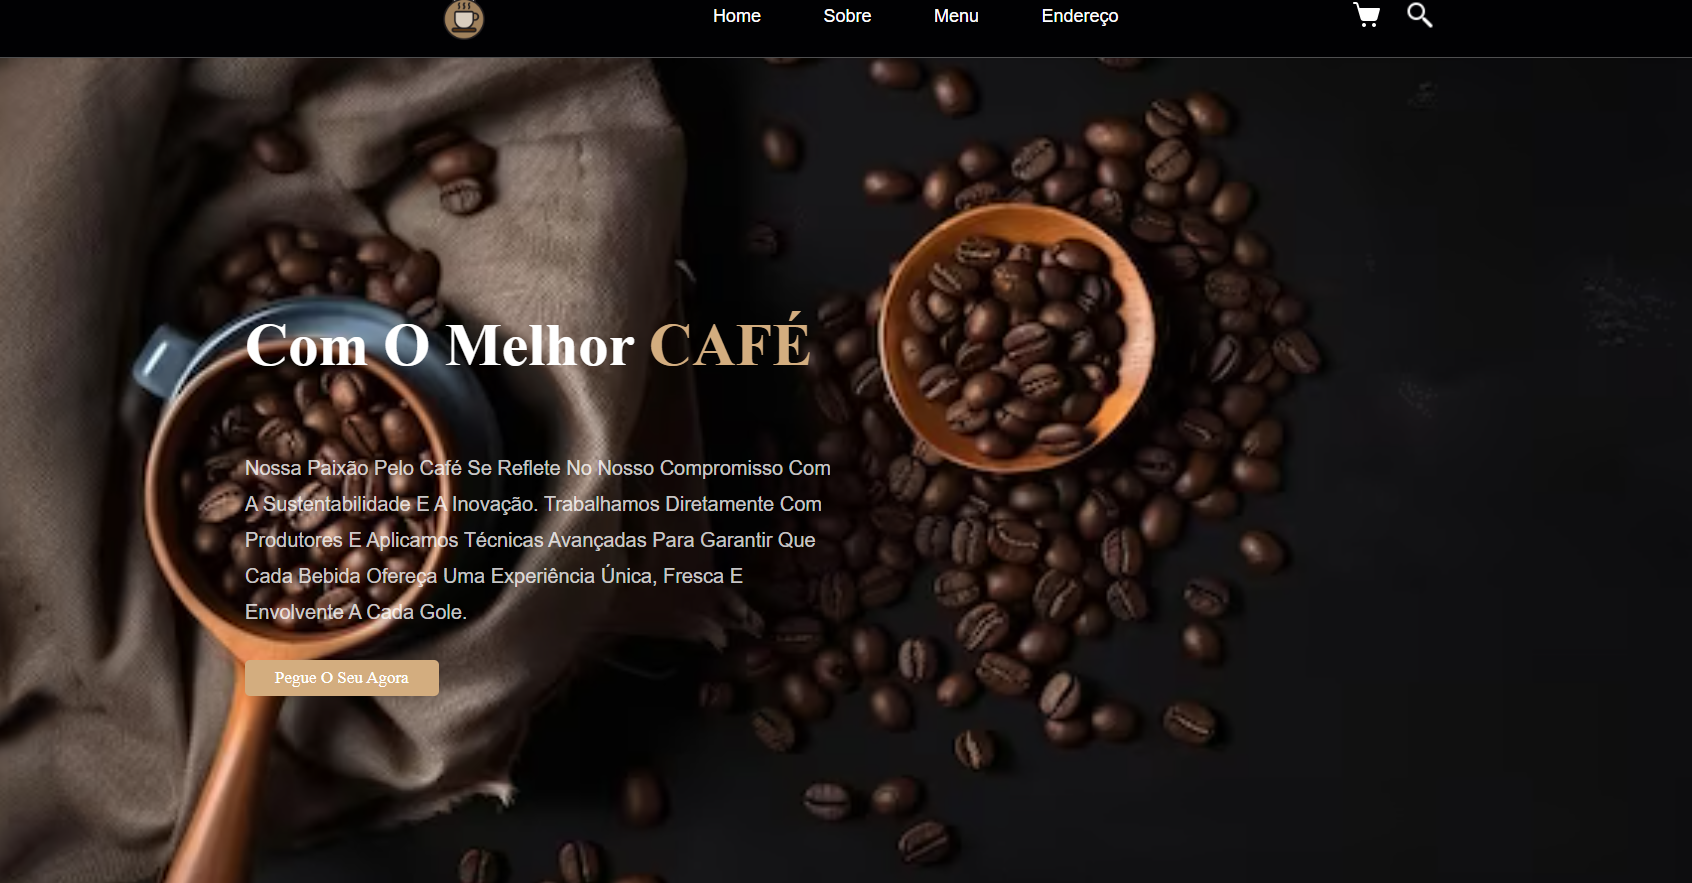 Home Sobre Menu Endereço
Com O Melhor CAFÉ
Nossa Paixão Pelo Café Se Reflete No Nosso Compromisso Com
A Sustentabilidade E A Inovação. Trabalhamos Diretamente Com
Produtores E Aplicamos Técnicas Avançadas Para Garantir Que
Cada Bebida Ofereça Uma Experiência Única, Fresca E
Envolvente A Cada Gole.
Pegue O Seu Agora